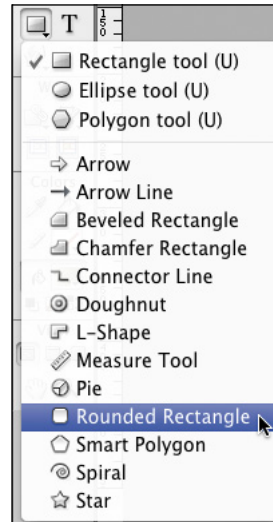 T
150
Rectangle tool (U)
Ellipse tool (U)
Polygon tool (U)
Arrow
Arrow Line
Beveled Rectangle
Chamfer Rectangle
Connector Line
Doughnut
L-Shape
Measure Tool
Pie
Rounded Rectangle
Smart Polygon
Spiral
Star